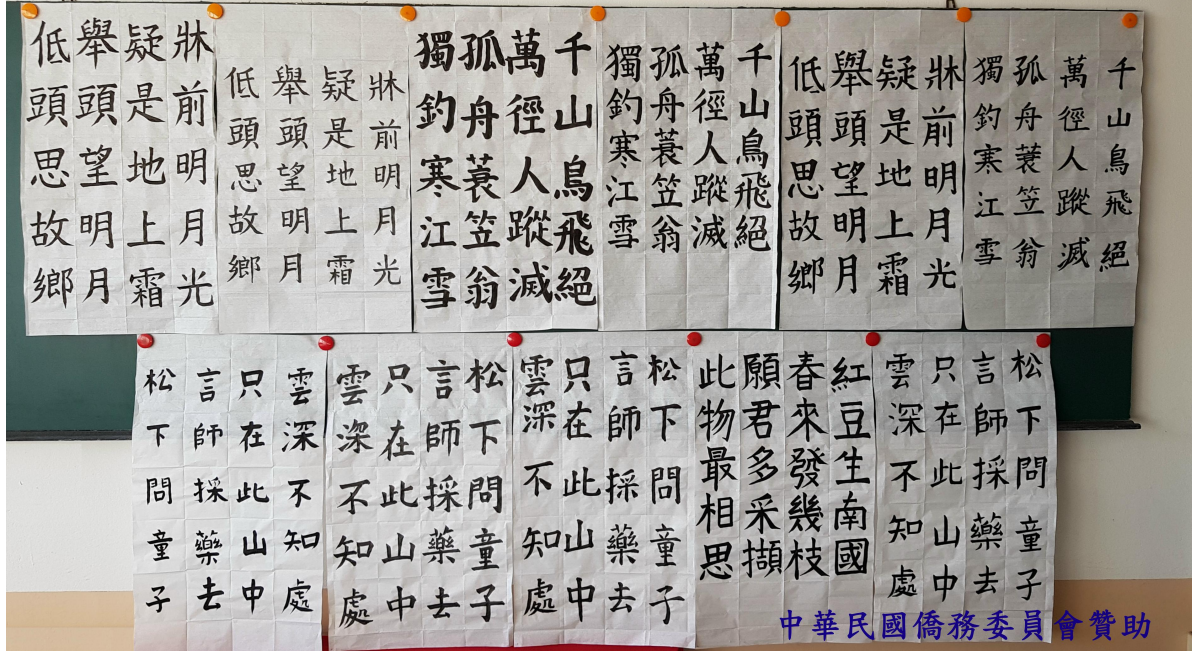 牀前明月光
疑是地上霜
舉頭望明月
低頭思故鄉
牀前明月光
疑是地上霜
舉頭望明月
低頭思故鄉
千山鳥飛絕
萬徑人蹤滅
孤舟蓑笠翁
獨釣寒江雪
千山鳥飛絕
萬徑人蹤滅
孤舟蓑笠翁
獨釣寒江雪
牀前明月光
疑是地上霜
舉頭望明月
低頭思故鄉
千山鳥飛絕
萬徑人蹤滅
孤舟蓑笠翁
獨釣寒江雪
松下問童子
言師採藥去
只在此山中
雲深不知處
松下問童子
言師採藥去
只在此山中
雲深不知處
松下問童子
言師採藥去
只在此山中
雲深不知處
紅豆生南國
春來發幾枝
願君多采擷
此物最相思
松下問童子
言師採藥去
只在此山中
雲深不知處
中華民國僑務委員會贊助